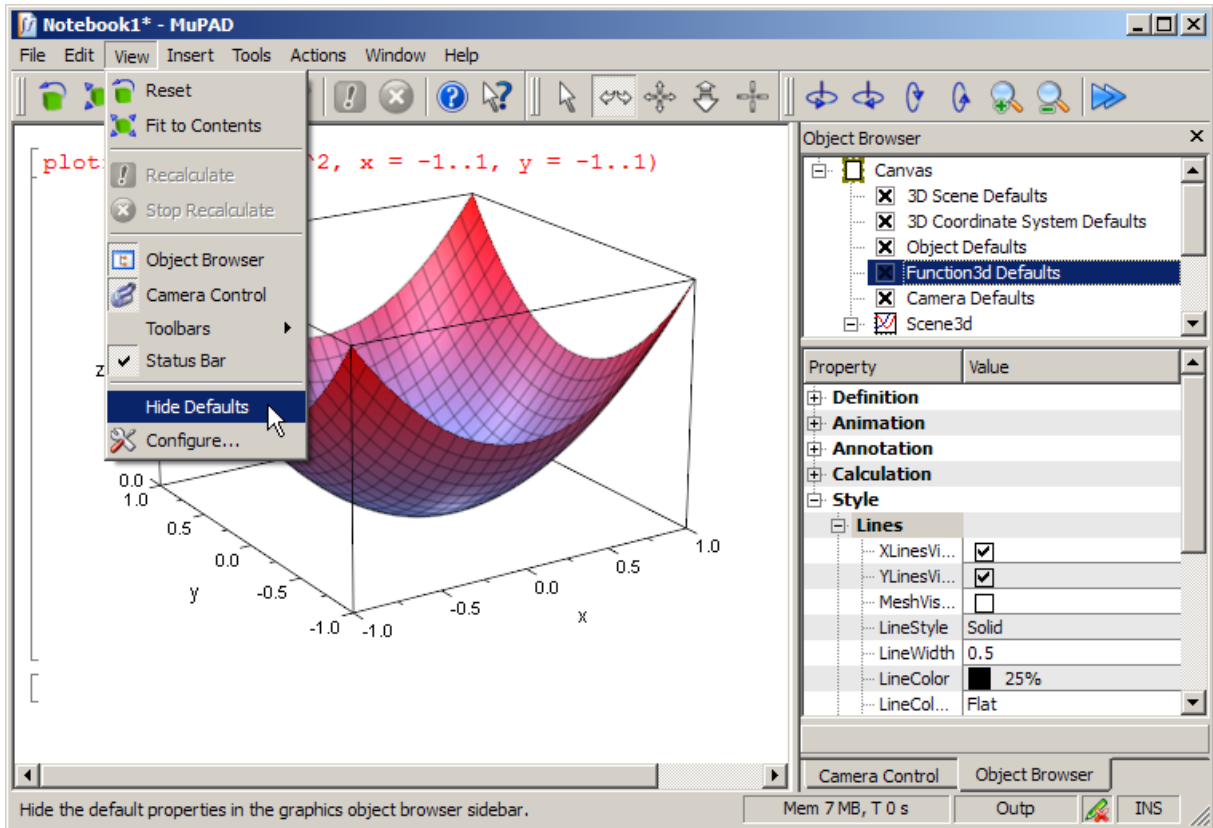 Notebook1* - MuPAD
File Edit View Insert Tools Actions Window Help
Reset
Fit to Contents
Recalculate
Stop Recalculate
Object Browser
Camera Control
Toolbars
Status Bar
Hide Defaults
Configure...
plot ^2, x = -1..1, y = -1..1)
z
0.0
1.0
0.5
0.0
-0.5
-1.0
y
-1.0
-0.5
0.0
0.5
1.0
x
Object Browser
Canvas
3D Scene Defaults
3D Coordinate System Defaults
Object Defaults
Function3d Defaults
Camera Defaults
Scene3d
Property Value
Definition
Animation
Annotation
Calculation
Style
Lines
XLinesVi...
YLinesVi...
MeshVis...
LineStyle Solid
LineWidth 0.5
LineColor 25%
LineCol... Flat
Camera Control Object Browser
Hide the default properties in the graphics object browser sidebar. Mem 7 MB, T 0 s Outp INS